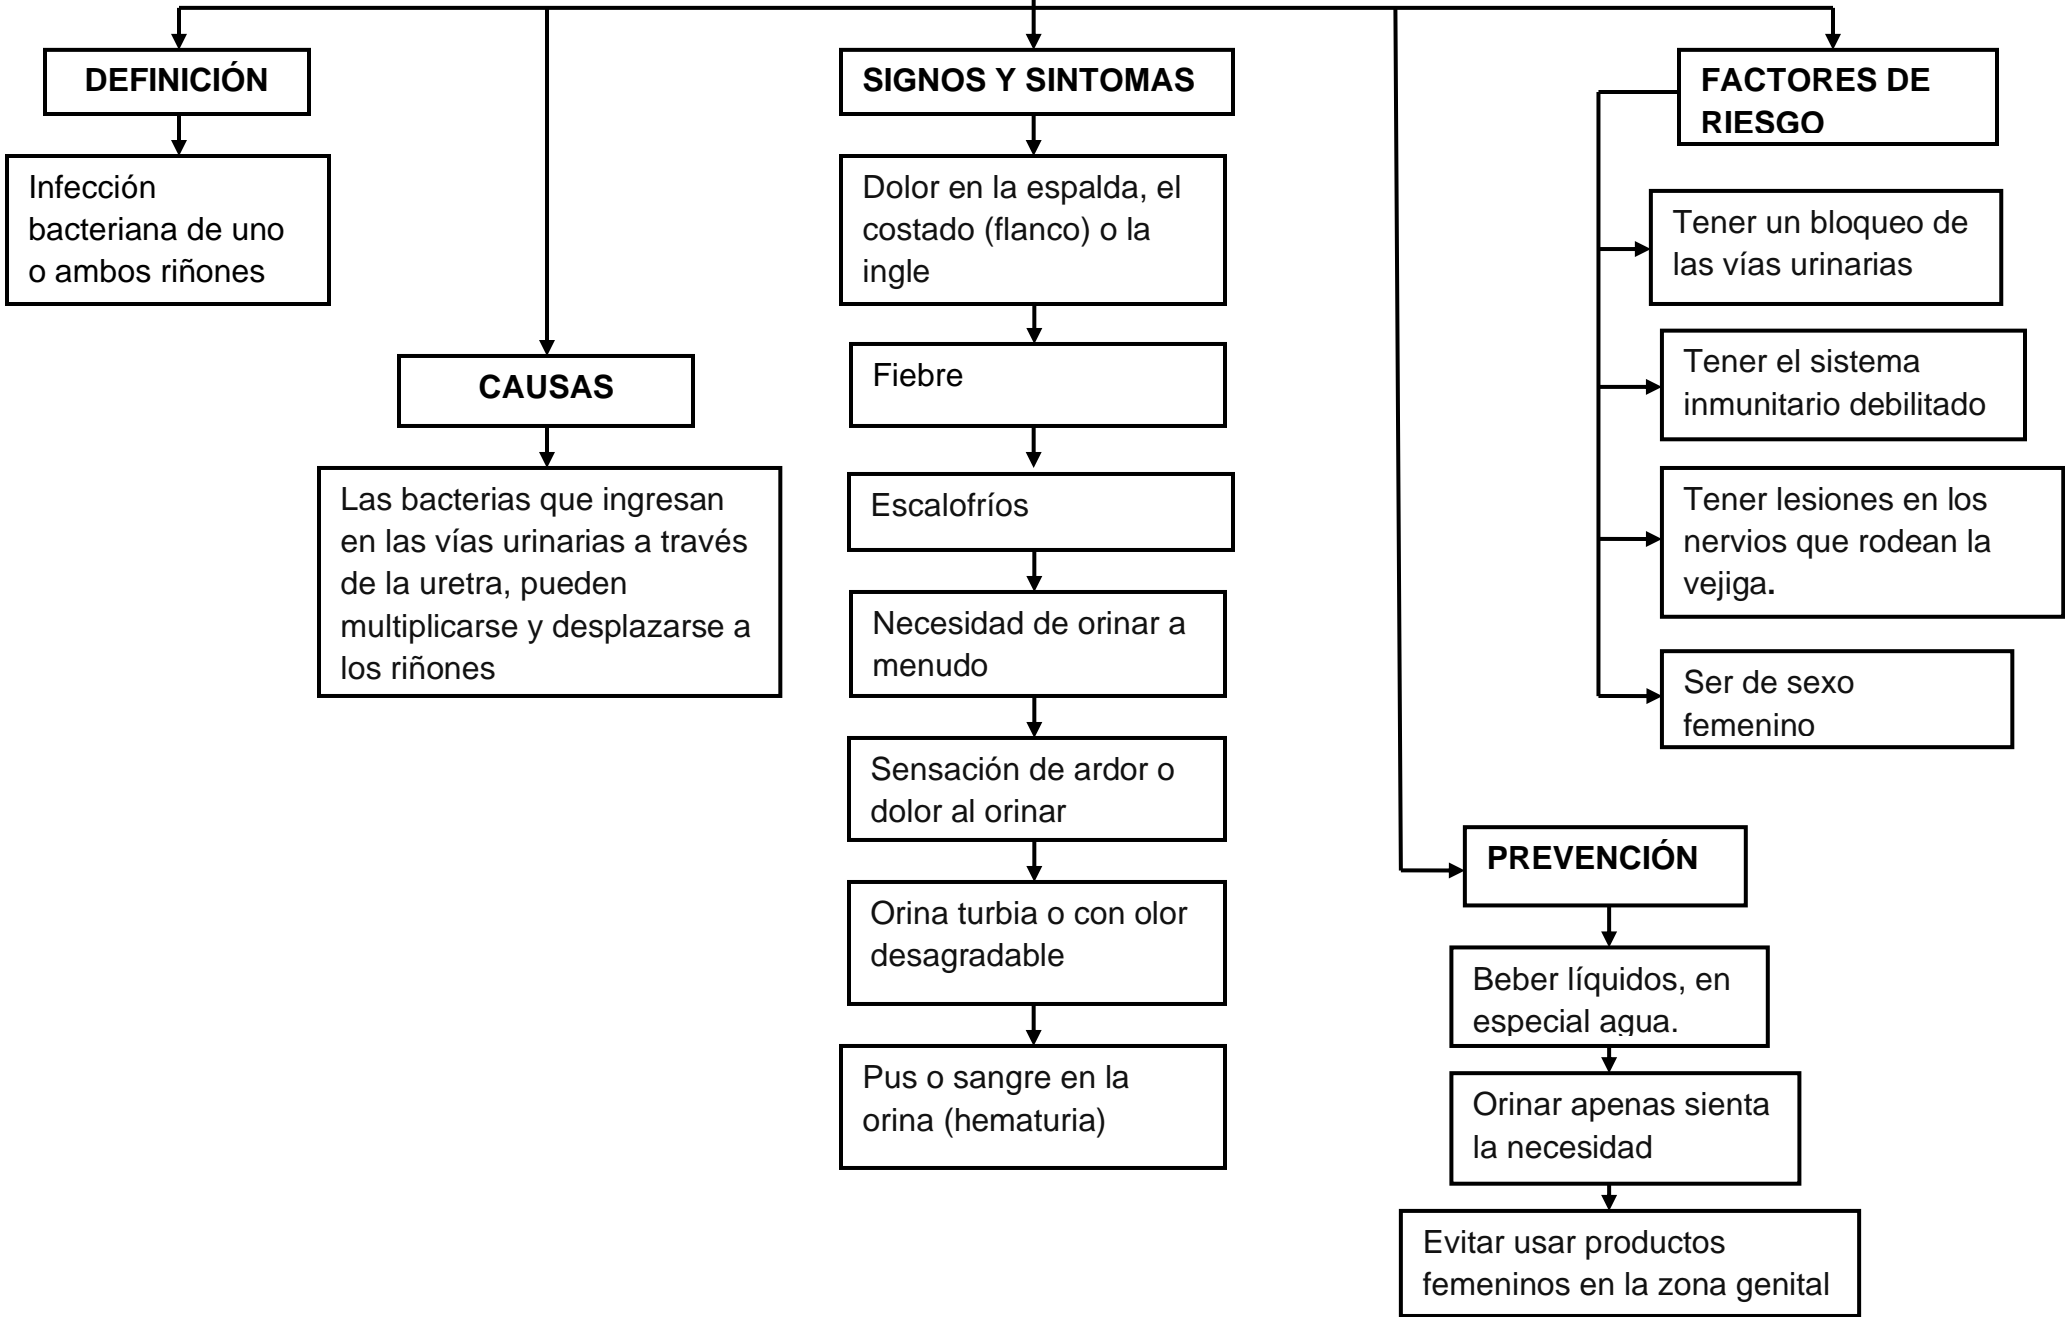 DEFINICIÓN
Infección
bacteriana de uno
o ambos riñones
CAUSAS
Las bacterias que ingresan
en las vías urinarias a través
de la uretra, pueden
multiplicarse y desplazarse a
los riñones
SIGNOS Y SINTOMAS
Dolor en la espalda, el
costado (flanco) o la
ingle
Fiebre
Escalofríos
Necesidad de orinar a
menudo
Sensación de ardor o
dolor al orinar
Orina turbia o con olor
desagradable
Pus o sangre en la
orina (hematuria)
FACTORES DE
RIESGO
Tener un bloqueo de
las vías urinarias
Tener el sistema
inmunitario debilitado
Tener lesiones en los
nervios que rodean la
vejiga.
Ser de sexo
femenino
PREVENCIÓN
Beber líquidos, en
especial agua.
Orinar apenas sienta
la necesidad
Evitar usar productos
femeninos en la zona genital